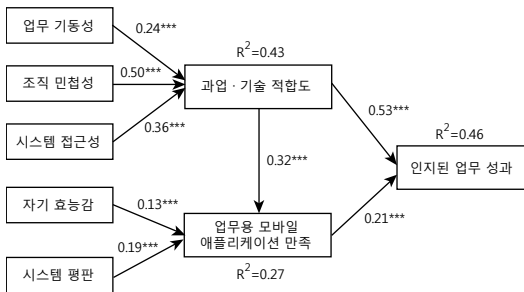 업무 기동성
0.24***
R²=0.43
조직 민첩성
0.50***
과업 · 기술 적합도
시스템 접근성
0.36***
0.53***
R²=0.46
0.32***
인지된 업무 성과
자기 효능감
0.13***
업무용 모바일
애플리케이션 만족
0.21***
시스템 평판
0.19***
R²=0.27